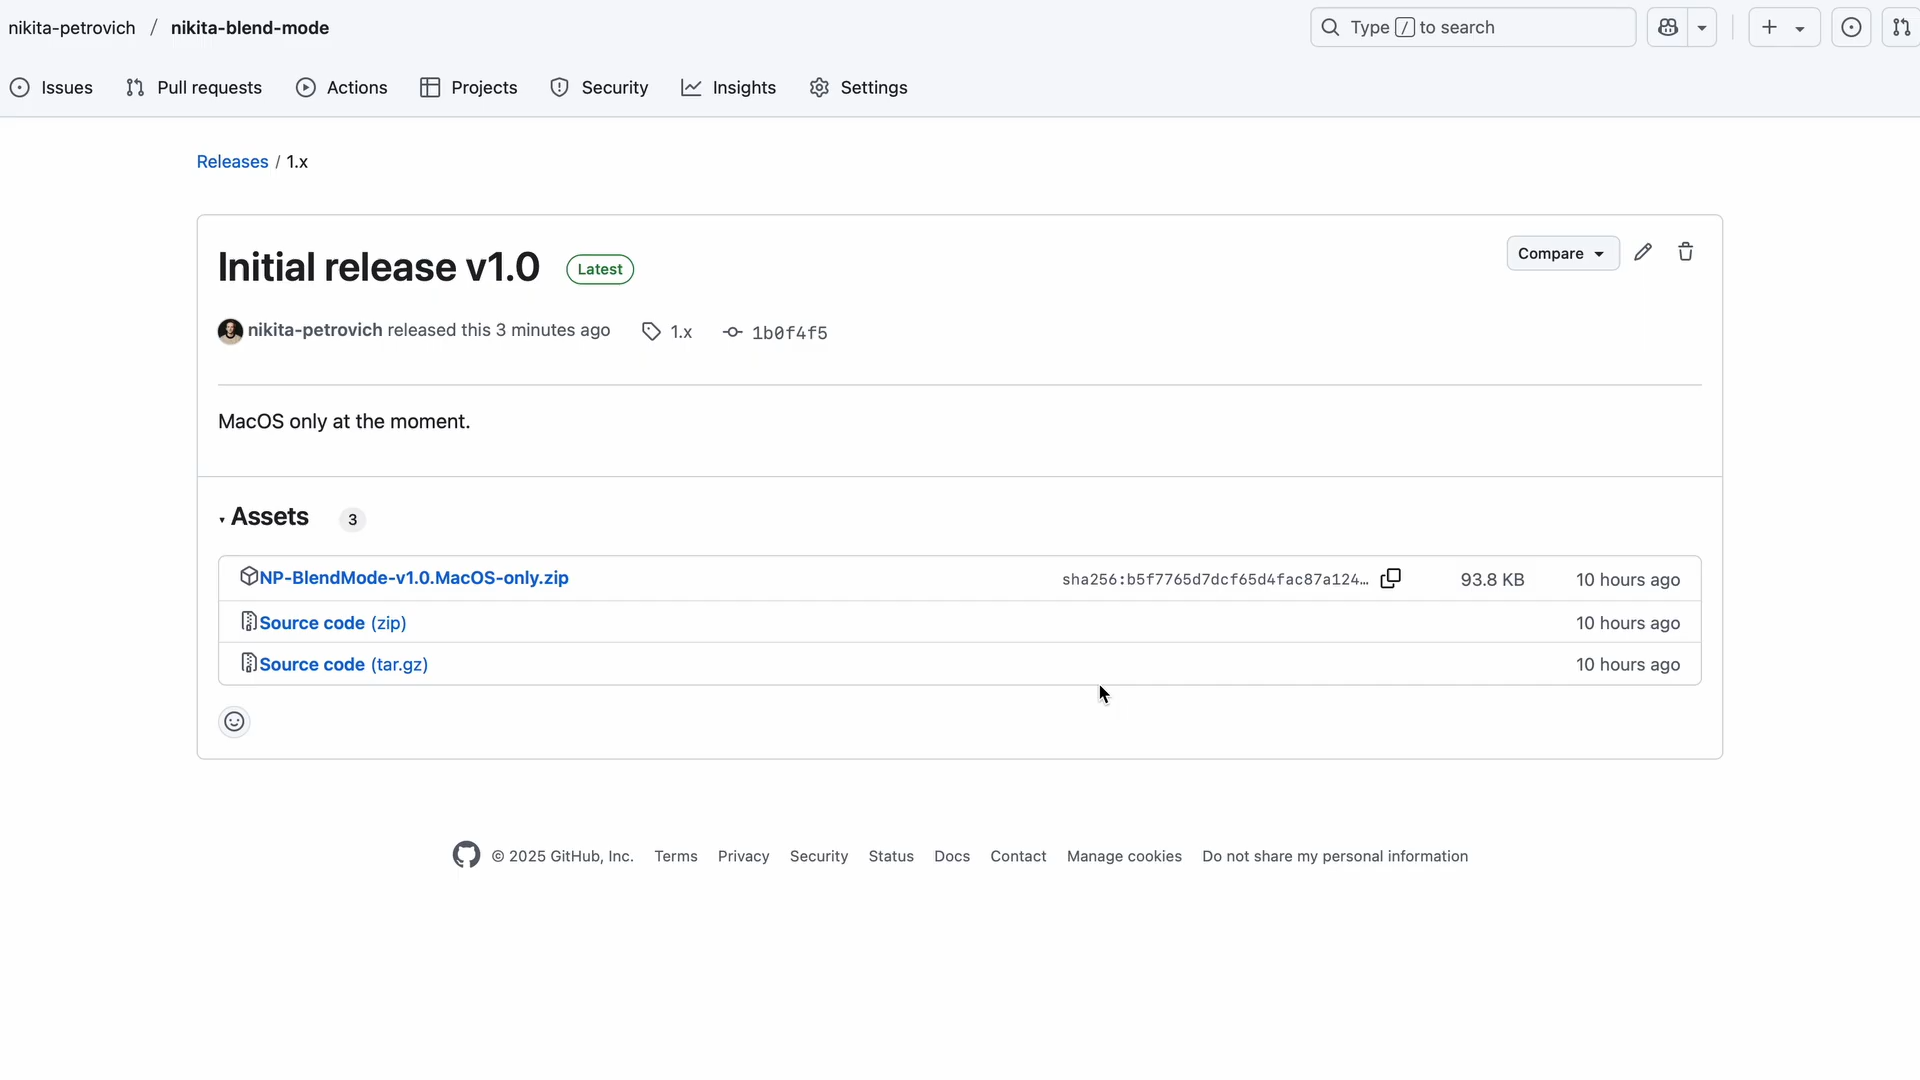 nikita-petrovich / nikita-blend-mode
Type / to search
Issues Pull requests Actions Projects Security Insights Settings
Releases / 1.x
Initial release v1.0 Latest
Compare
nikita-petrovich released this 3 minutes ago 1.x 1b0f4f5
MacOS only at the moment.
Assets 3
NP-BlendMode-v1.0.MacOS-only.zip sha256:b5f7765d7dcf65d4fac87a124… 93.8 KB 10 hours ago
Source code (zip) 10 hours ago
Source code (tar.gz) 10 hours ago
© 2025 GitHub, Inc. Terms Privacy Security Status Docs Contact Manage cookies Do not share my personal information